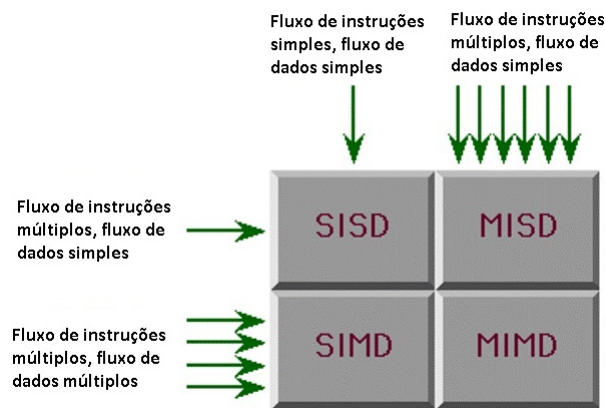 Fluxo de instruções
simples, fluxo de
dados simples
Fluxo de instruções
múltiplos, fluxo de
dados simples
Fluxo de instruções
múltiplos, fluxo de
dados simples
SISD
MISD
Fluxo de instruções
múltiplos, fluxo de
dados múltiplos
SIMD
MIMD